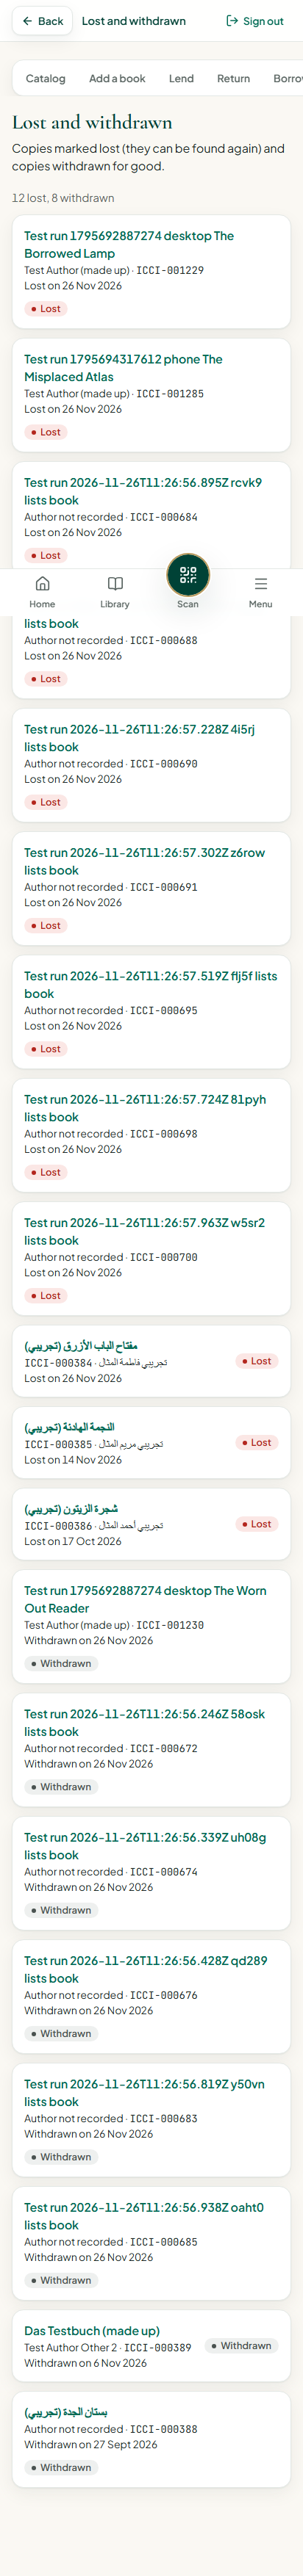 Back
Lost and withdrawn
Sign out
Catalog
Add a book
Lend
Return
Lost and withdrawn
Copies marked lost (they can be found again) and
copies withdrawn for good.
12 lost, 8 withdrawn
Test run 1795692887274 desktop The
Borrowed Lamp
Test Author (made up) · ICCI-001229
Lost on 26 Nov 2026
Lost
Test run 1795694317612 phone The
Misplaced Atlas
Test Author (made up) · ICCI-001285
Lost on 26 Nov 2026
Lost
Test run 2026-11-26T11:26:56.895Z rcvk9
lists book
Author not recorded · ICCI-000684
Lost on 26 Nov 2026
Lost
Home
Library
Scan
Menu
lists book
Author not recorded · ICCI-000688
Lost on 26 Nov 2026
Lost
Test run 2026-11-26T11:26:57.228Z 4i5rj
lists book
Author not recorded · ICCI-000690
Lost on 26 Nov 2026
Lost
Test run 2026-11-26T11:26:57.302Z z6row
lists book
Author not recorded · ICCI-000691
Lost on 26 Nov 2026
Lost
Test run 2026-11-26T11:26:57.519Z flj5f lists
book
Author not recorded · ICCI-000695
Lost on 26 Nov 2026
Lost
Test run 2026-11-26T11:26:57.724Z 81pyh
lists book
Author not recorded · ICCI-000698
Lost on 26 Nov 2026
Lost
Test run 2026-11-26T11:26:57.963Z w5sr2
lists book
Author not recorded · ICCI-000700
Lost on 26 Nov 2026
Lost
مفتاح الباب الأزرق (تجريبي)
تجريبي فاطمة المثال · ICCI-000384
Lost on 26 Nov 2026
Lost
النجمة الهادئة (تجريبي)
تجريبي مريم المثال · ICCI-000385
Lost on 14 Nov 2026
Lost
شجرة الزيتون (تجريبي)
تجريبي أحمد المثال · ICCI-000386
Lost on 17 Oct 2026
Lost
Test run 1795692887274 desktop The Worn
Out Reader
Test Author (made up) · ICCI-001230
Withdrawn on 26 Nov 2026
Withdrawn
Test run 2026-11-26T11:26:56.246Z 58osk
lists book
Author not recorded · ICCI-000672
Withdrawn on 26 Nov 2026
Withdrawn
Test run 2026-11-26T11:26:56.339Z uh08g
lists book
Author not recorded · ICCI-000674
Withdrawn on 26 Nov 2026
Withdrawn
Test run 2026-11-26T11:26:56.428Z qd289
lists book
Author not recorded · ICCI-000676
Withdrawn on 26 Nov 2026
Withdrawn
Test run 2026-11-26T11:26:56.819Z y50vn
lists book
Author not recorded · ICCI-000683
Withdrawn on 26 Nov 2026
Withdrawn
Test run 2026-11-26T11:26:56.938Z oaht0
lists book
Author not recorded · ICCI-000685
Withdrawn on 26 Nov 2026
Withdrawn
Das Testbuch (made up)
Test Author Other 2 · ICCI-000389
Withdrawn on 6 Nov 2026
Withdrawn
بستان الجدة (تجريبي)
Author not recorded · ICCI-000388
Withdrawn on 27 Sept 2026
Withdrawn